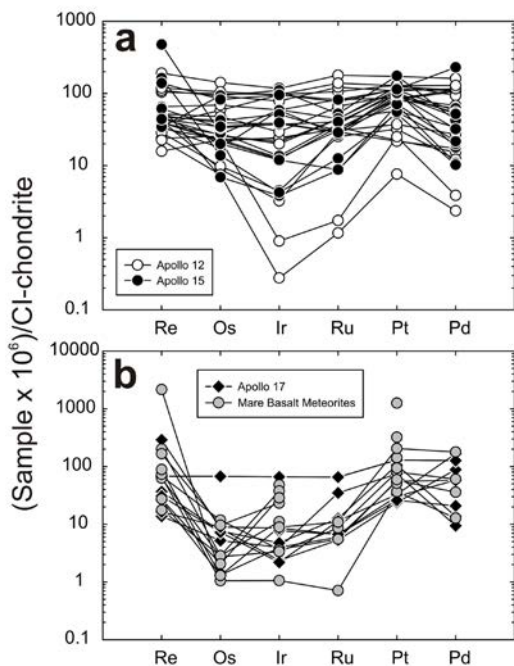 (Sample x 10⁶)/CI-chondrite
a
1000
100
10
1
0.1
Apollo 12
Apollo 15
Re Os Ir Ru Pt Pd
b
10000
1000
100
10
1
0.1
Apollo 17
Mare Basalt Meteorites
Re Os Ir Ru Pt Pd